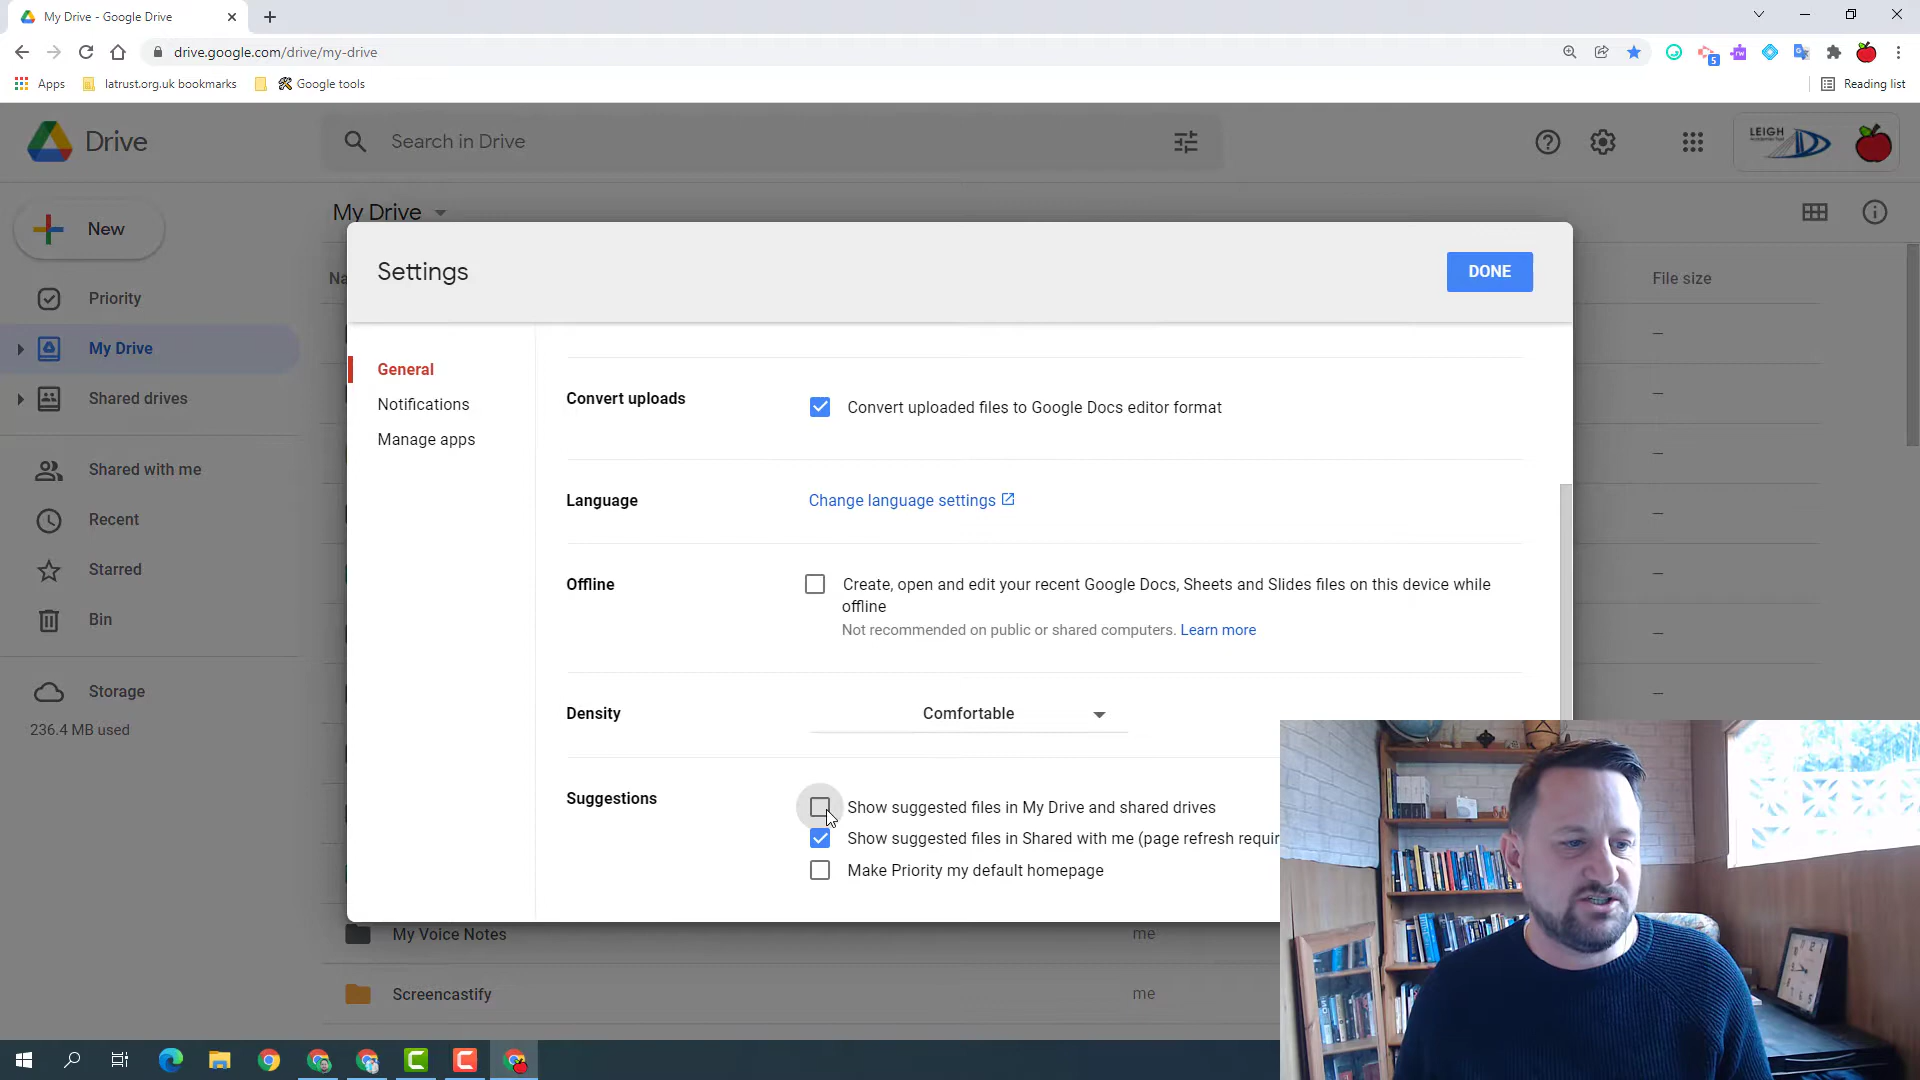 My Drive - Google Drive
drive.google.com/drive/my-drive
5
Apps
latrust.org.uk bookmarks
Google tools
Reading list
Drive
Search in Drive
LEIGH
New
My Drive
Priority
My Drive
Shared drives
Shared with me
Recent
Starred
Bin
Storage
236.4 MB used
Na
File size
Settings
DONE
General
Notifications
Manage apps
Convert uploads
Convert uploaded files to Google Docs editor format
Language
Change language settings
Offline
Create, open and edit your recent Google Docs, Sheets and Slides files on this device while
offline
Not recommended on public or shared computers. Learn more
Density
Comfortable
Suggestions
Show suggested files in My Drive and shared drives
Show suggested files in Shared with me (page refresh requir
Make Priority my default homepage
My Voice Notes
me
Screencastify
me